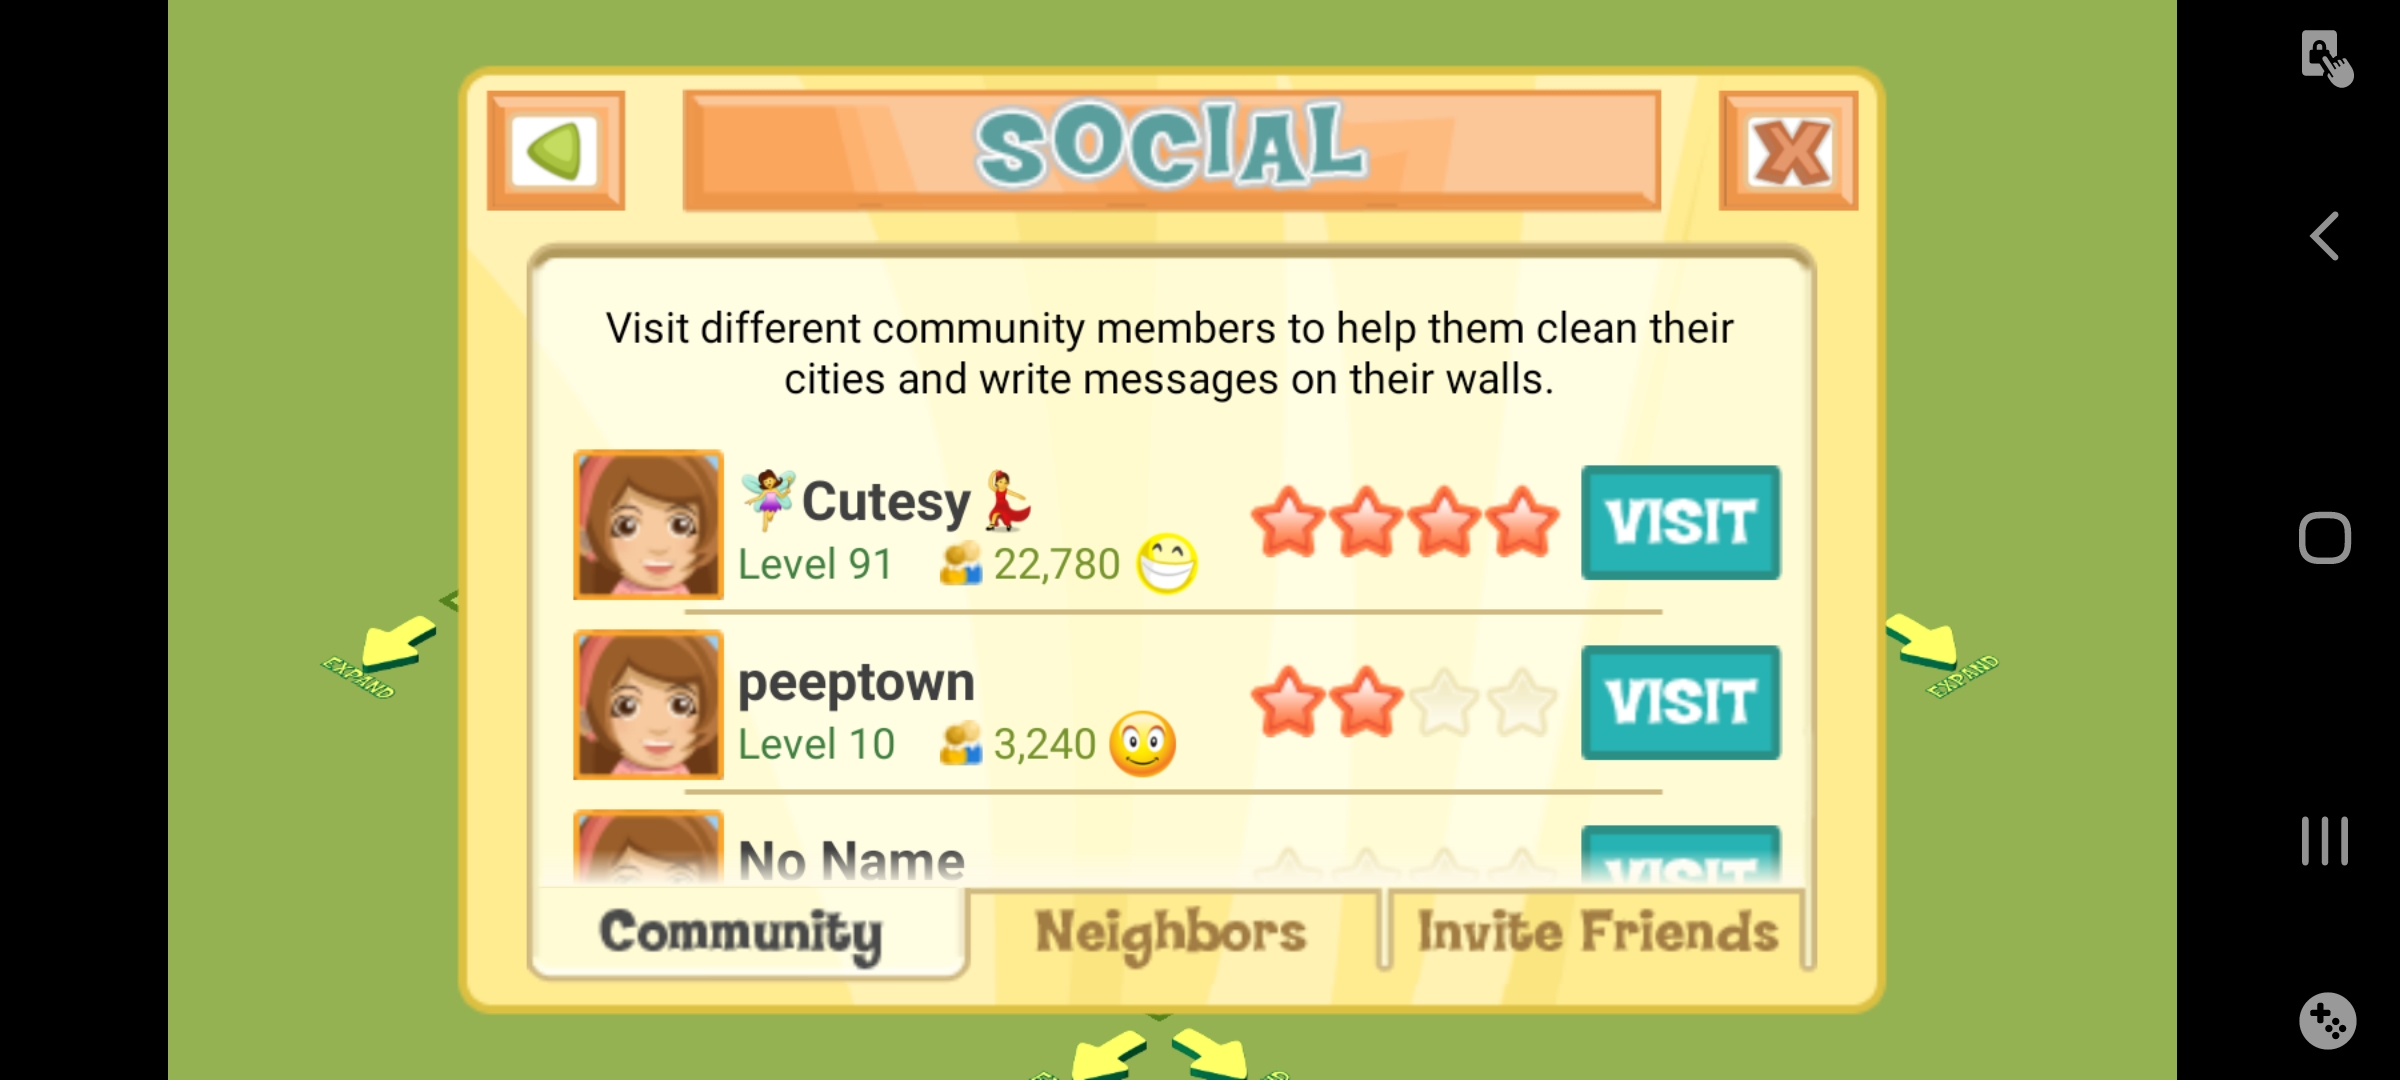 SOCIAL
Visit different community members to help them clean their
cities and write messages on their walls.
🧚‍♀️Cutesy💃
VISIT
Level 91
22,780
peeptown
VISIT
Level 10
3,240
No Name
VISIT
Community
Neighbors
Invite Friends
EXPAND
EXPAND